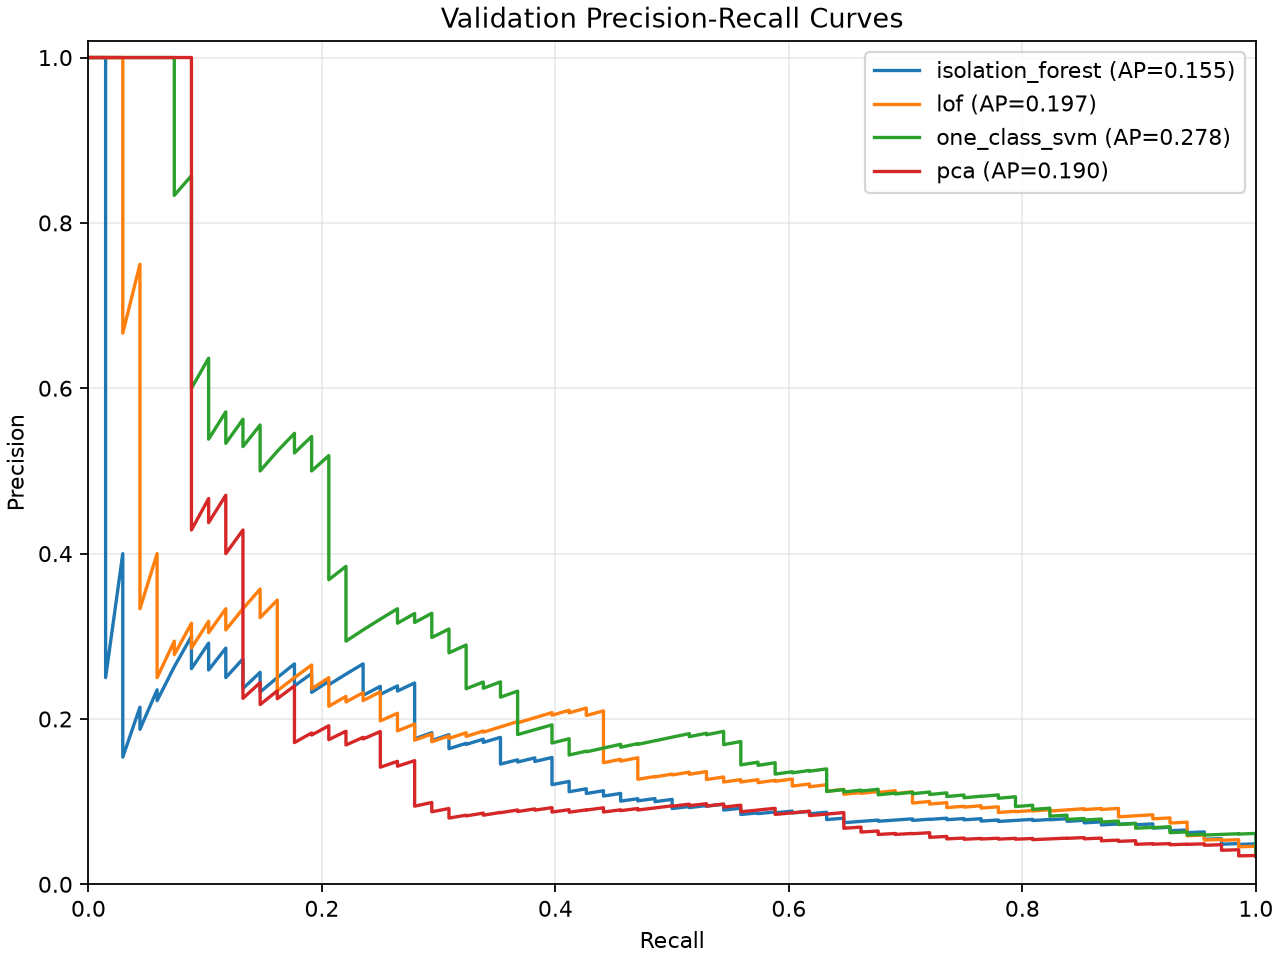 Validation Precision-Recall Curves
isolation_forest (AP=0.155)
lof (AP=0.197)
one_class_svm (AP=0.278)
pca (AP=0.190)
Precision
1.0
0.8
0.6
0.4
0.2
0.0
0.0 0.2 0.4 0.6 0.8 1.0
Recall